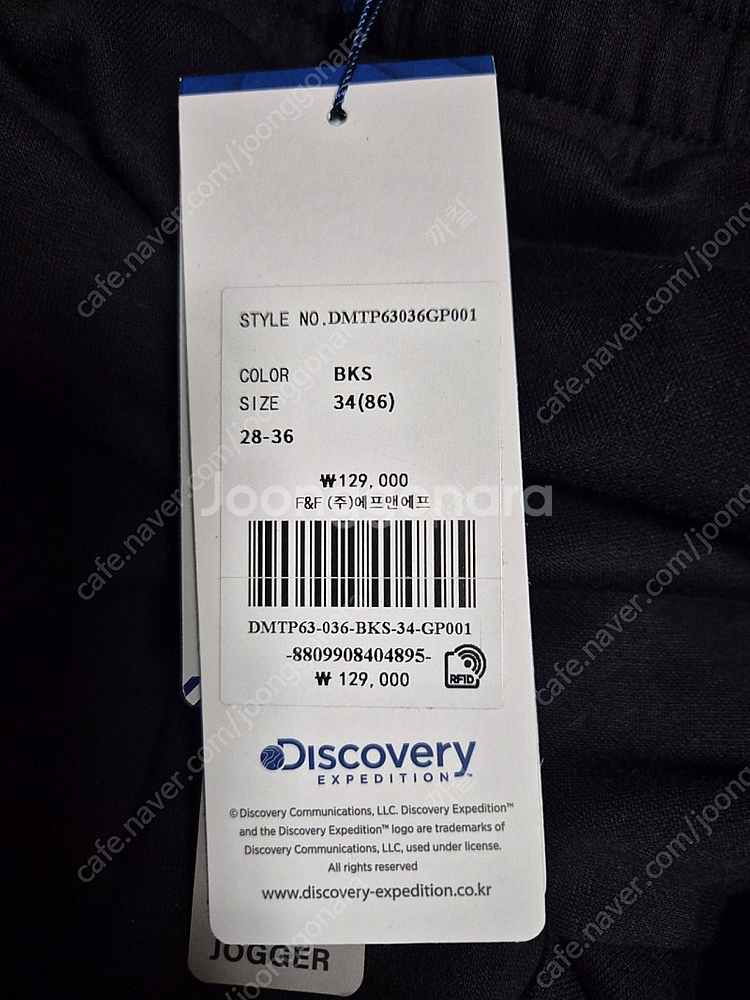 STYLE NO.DMTP63036GP001
COLOR BKS
SIZE 34(86)
28-36
₩129,000
F&F (주)에프앤에프
Joonggonara
DMTP63-036-BKS-34-GP001
-8809908404895-
₩ 129,000
RFID
Discovery
EXPEDITION™
© Discovery Communications, LLC. Discovery Expedition™
and the Discovery Expedition™ logo are trademarks of
Discovery Communications, LLC, used under license.
All rights reserved
www.discovery-expedition.co.kr
JOGGER
cafe.naver.com/joonggonara
까칠